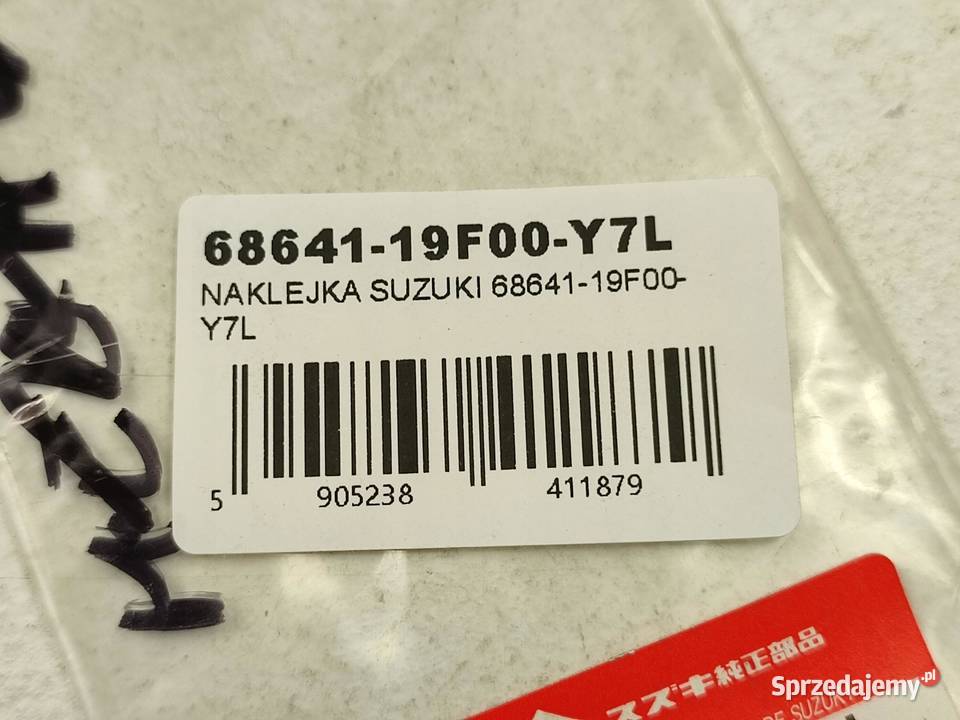 68641-19F00-Y7L
NAKLEJKA SUZUKI 68641-19F00-
Y7L
5 905238 411879
スズキ純正部品
SUZUKI
Sprzedajemy.pl